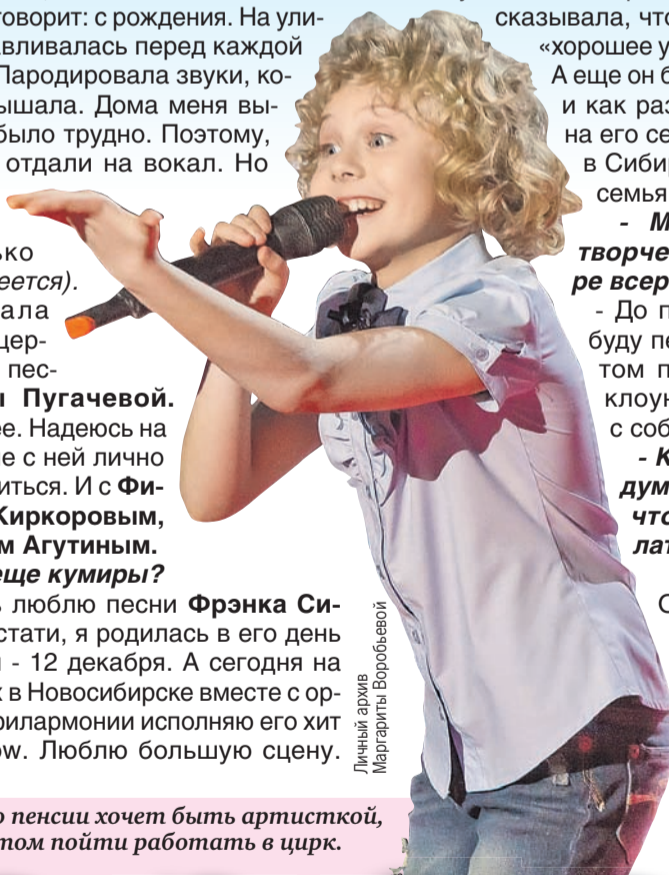 говорит: с рождения. На ули-
авливалась перед каждой
Пародировала звуки, ко-
ышала. Дома меня вы-
было трудно. Поэтому,
отдали на вокал. Но
ько
еется).
ала
цер-
пес-
ы Пугачевой.
ее. Надеюсь на
е с ней лично
иться. И с Фи-
Киркоровым,
м Агутиным.
еще кумиры?
ь люблю песни Фрэнка Си-
стати, я родилась в его день
я - 12 декабря. А сегодня на
х в Новосибирске вместе с ор-
филармонии исполняю его хит
ow. Люблю большую сцену.
Личный архив
Маргариты Воробьевой
о пенсии хочет быть артисткой,
том пойти работать в цирк.
сказывала, что
«хорошее у
А еще он б
и как раз
на его се
в Сибир
семья
- М
творче
ре всер
- До п
буду пе
том п
клоун
с соб
- К
дум
что
лат
С